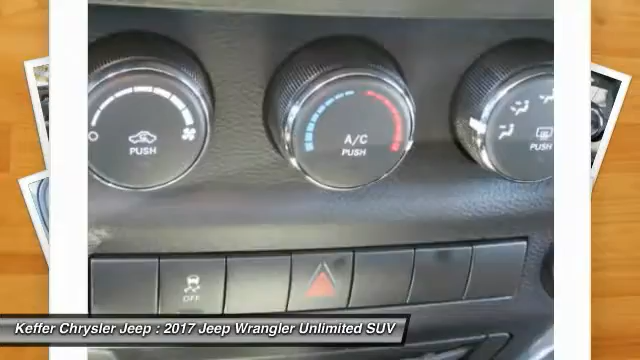 A/C
PUSH
PUSH
PUSH
OFF
Keffer Chrysler Jeep : 2017 Jeep Wrangler Unlimited SUV